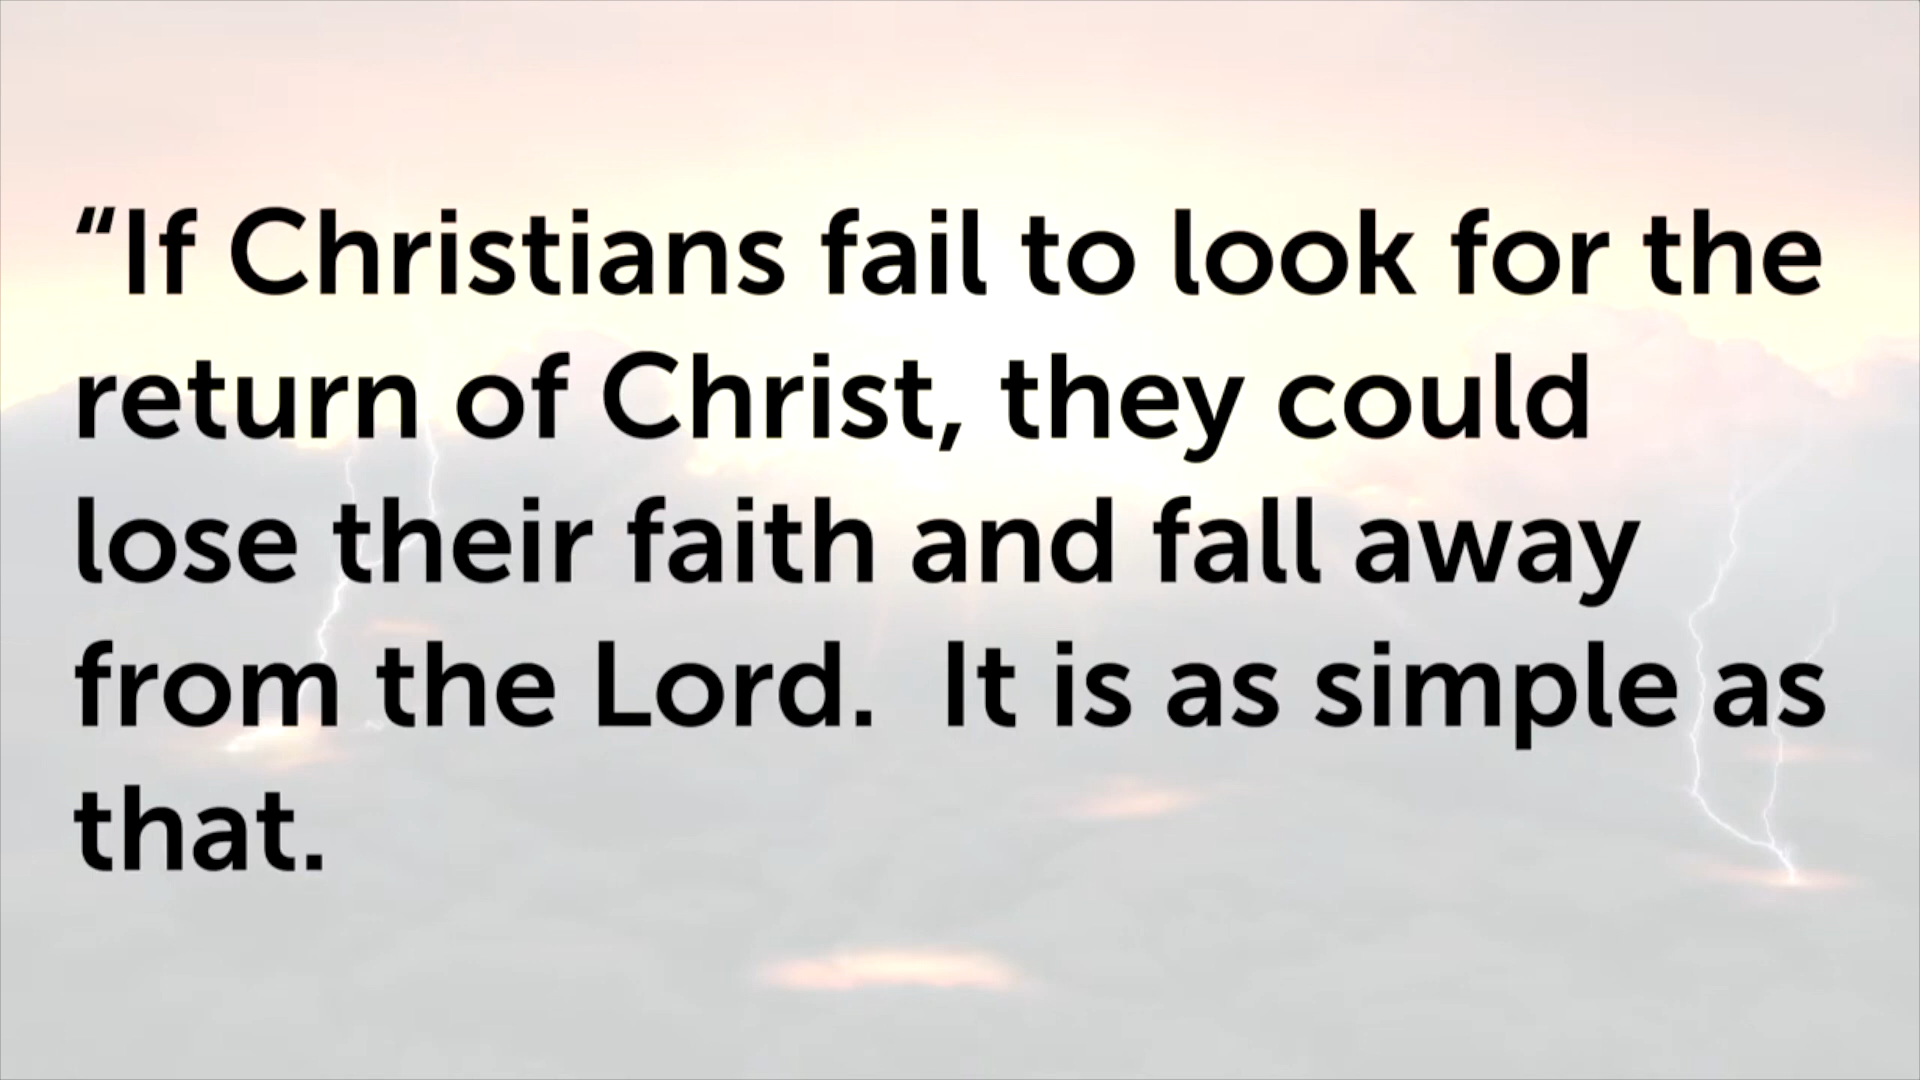 “If Christians fail to look for the
return of Christ, they could
lose their faith and fall away
from the Lord.  It is as simple as
that.